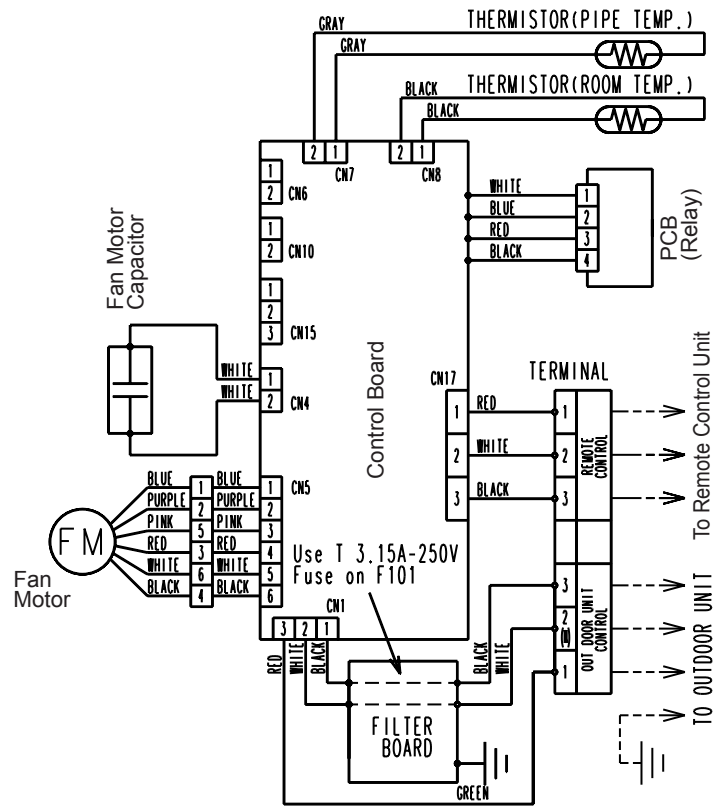 THERMISTOR(PIPE TEMP.)
GRAY
GRAY
THERMISTOR(ROOM TEMP.)
BLACK
BLACK
2 1
CN7
2 1
CN8
1
2
CN6
1
2
CN10
1
2
3
CN15
Fan Motor
Capacitor
WHITE
WHITE
1
2
CN4
Control Board
WHITE
BLUE
RED
BLACK
1
2
3
4
PCB
(Relay)
CN17
1
2
3
RED
WHITE
BLACK
TERMINAL
1
2
3
REMOTE
CONTROL
To Remote Control Unit
FM
Fan
Motor
BLUE 1 BLUE 1
PURPLE 2 PURPLE 2
PINK 5 PINK 3
RED 3 RED 4
WHITE 6 WHITE 5
BLACK 4 BLACK 6
CN5
Use T 3.15A-250V
Fuse on F101
CN1
3 2 1
RED
WHITE
BLACK
FILTER
BOARD
BLACK
WHITE
GREEN
3
2
(N)
1
OUT DOOR UNIT
CONTROL
TO OUTDOOR UNIT